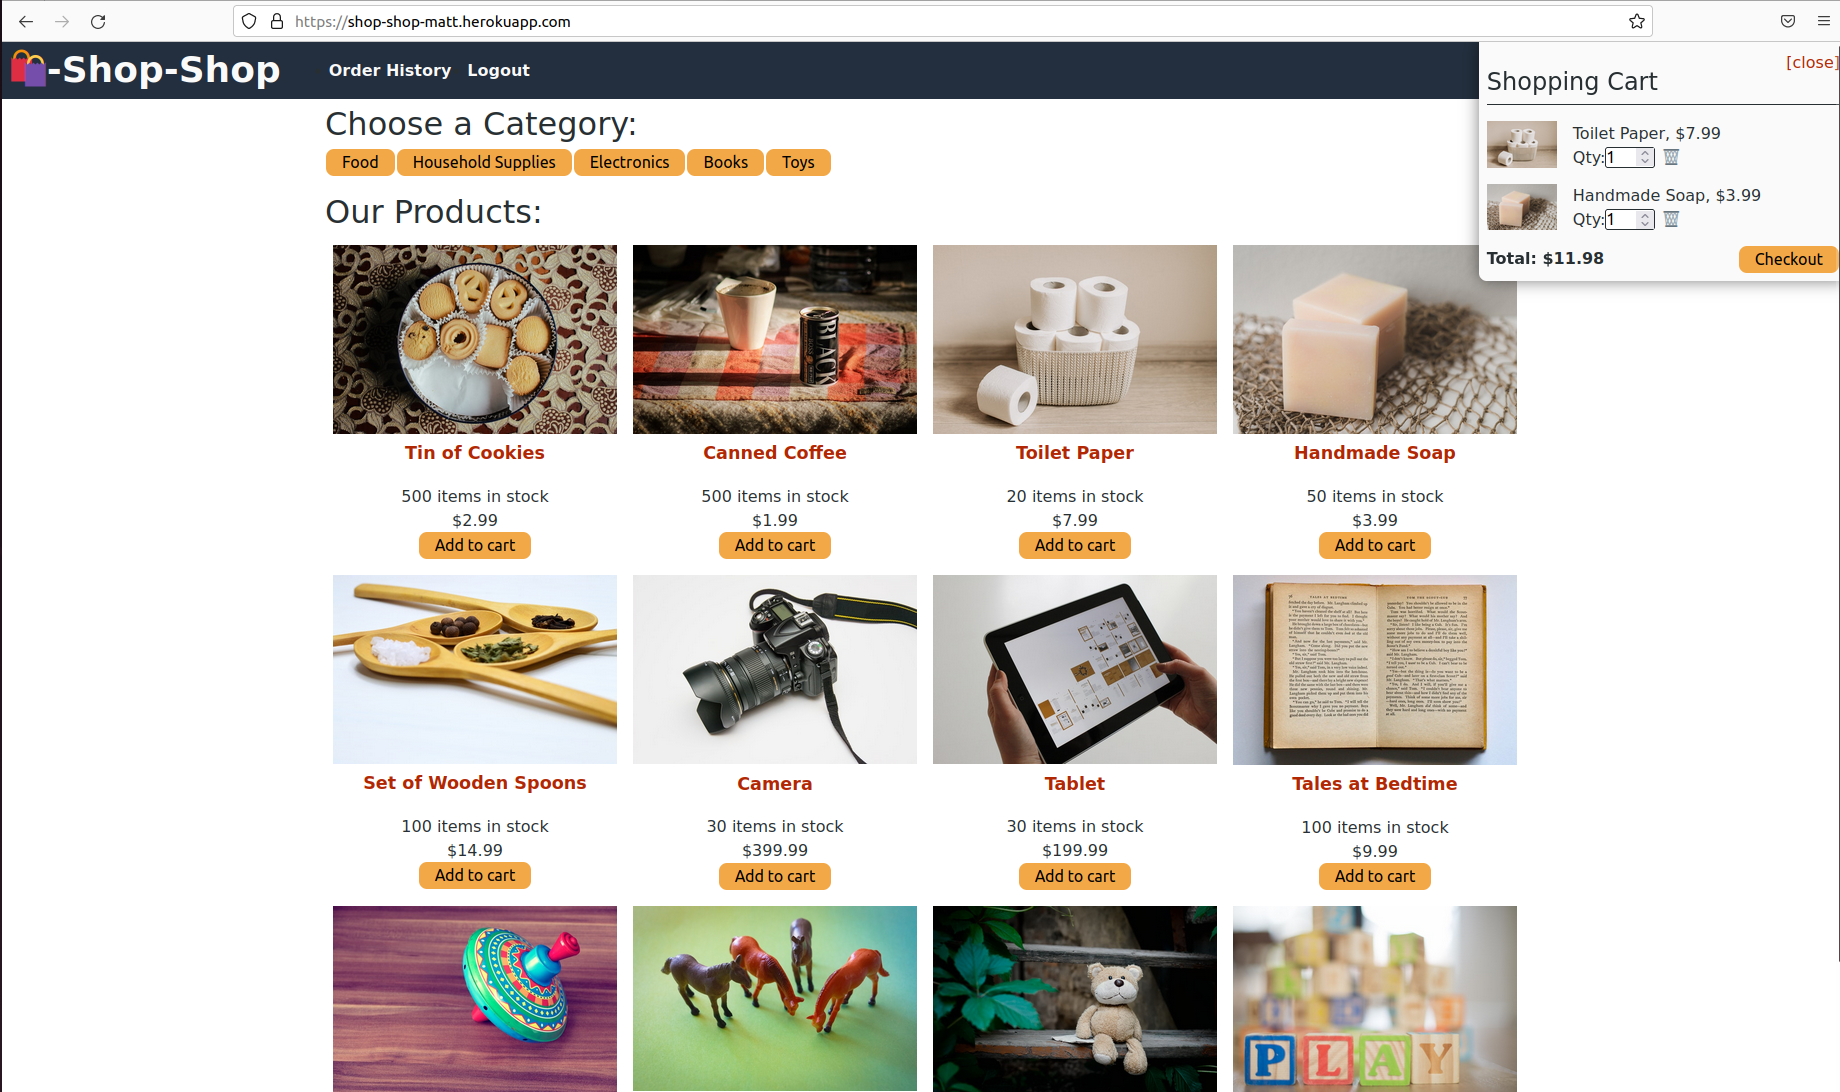 https://shop-shop-matt.herokuapp.com
-Shop-Shop
Order History Logout
[close]
Shopping Cart
Toilet Paper, $7.99
Qty: 1
Handmade Soap, $3.99
Qty: 1
Total: $11.98 Checkout
Choose a Category:
Food Household Supplies Electronics Books Toys
Our Products:
BLACK
Tin of Cookies Canned Coffee Toilet Paper Handmade Soap
500 items in stock 500 items in stock 20 items in stock 50 items in stock
$2.99 $1.99 $7.99 $3.99
Add to cart Add to cart Add to cart Add to cart
TALES AT BEDTIME
Set of Wooden Spoons Camera Tablet Tales at Bedtime
100 items in stock 30 items in stock 30 items in stock 100 items in stock
$14.99 $399.99 $199.99 $9.99
Add to cart Add to cart Add to cart Add to cart
PLAY